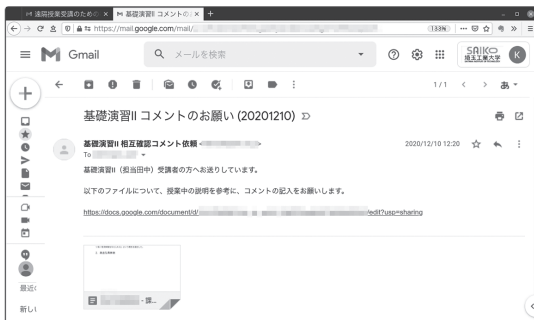 遠隔授業受講のための
基礎演習II コメントの
https://mail.google.com/mail/
133%
Gmail
メールを検索
SAIKO
埼玉工業大学
K
1/1
あ
基礎演習II コメントのお願い (20201210)
基礎演習II 相互確認コメント依頼
2020/12/10 12:20
To
基礎演習II（担当田中）受講者の方へお送りしています。
以下のファイルについて、授業中の説明を参考に、コメントの記入をお願いします。
https://docs.google.com/document/d/
/edit?usp=sharing
- 課...
最近
新しい